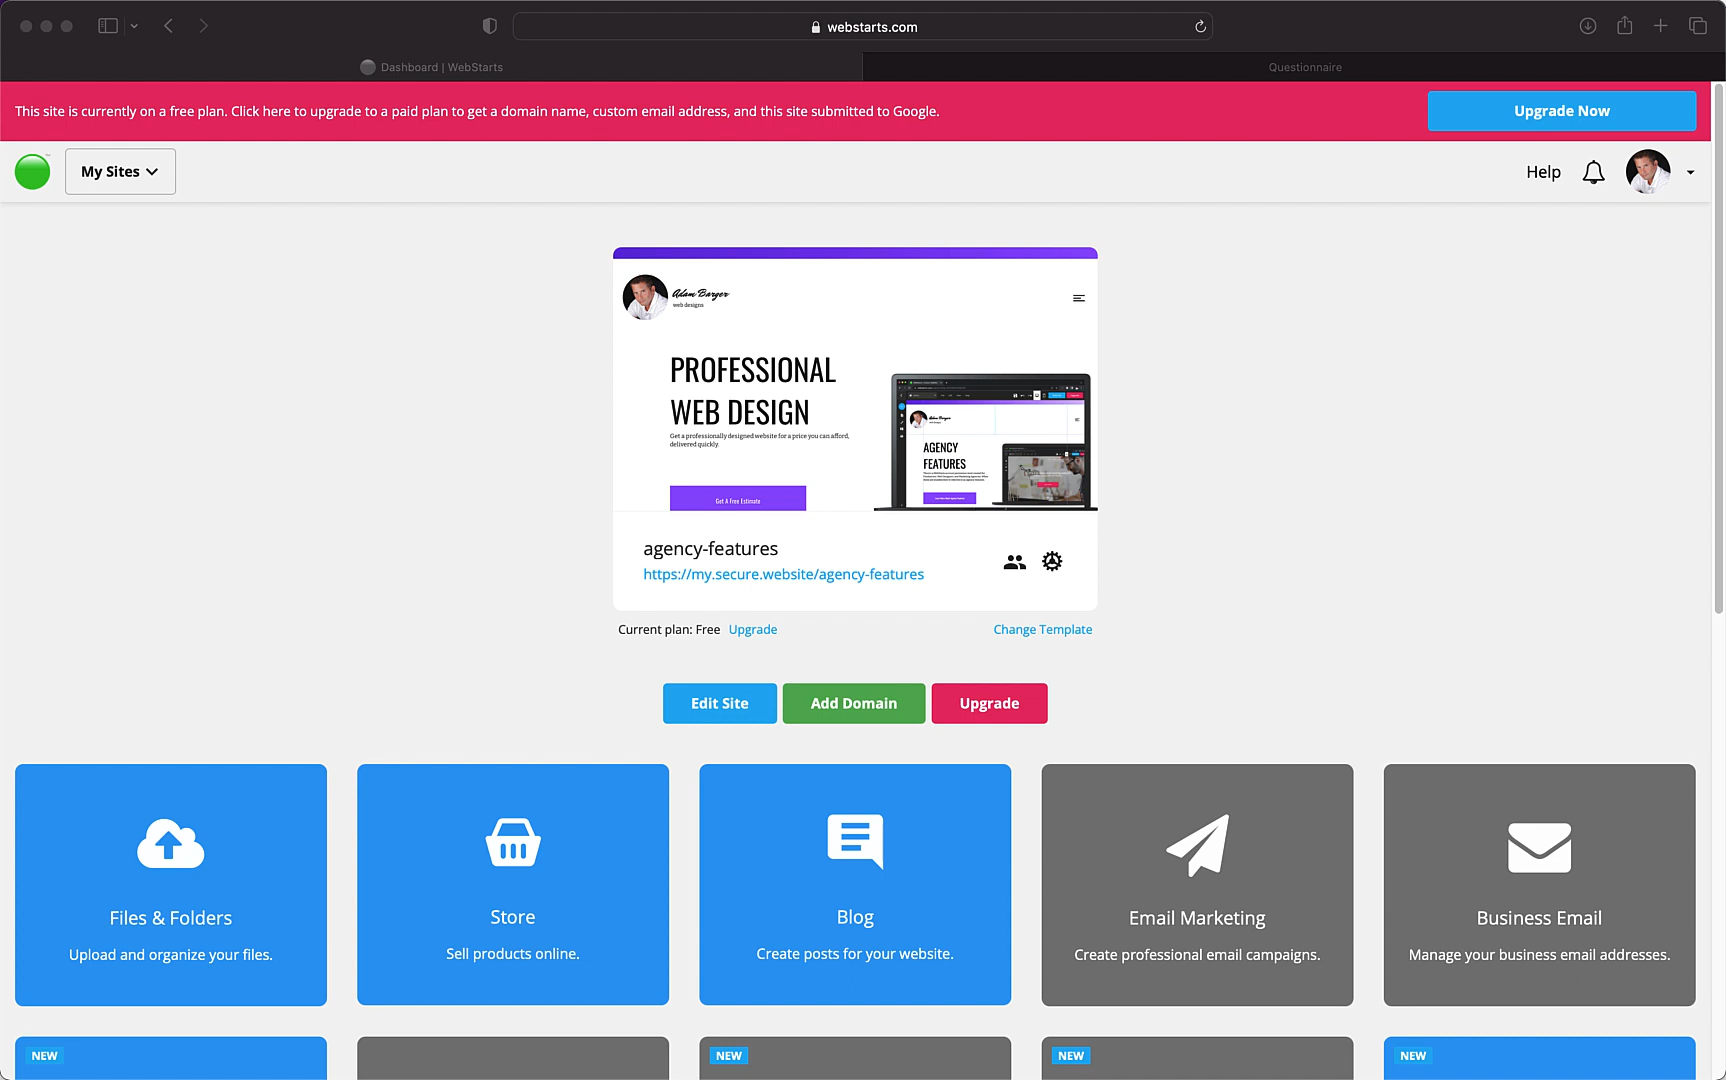 webstarts.com
Dashboard | WebStarts
Questionnaire
This site is currently on a free plan. Click here to upgrade to a paid plan to get a domain name, custom email address, and this site submitted to Google.
Upgrade Now
My Sites
Help
Adam Barger
web designs
PROFESSIONAL
WEB DESIGN
Get a professionally designed website for a price you can afford,
delivered quickly.
Get A Free Estimate
AGENCY
FEATURES
agency-features
https://my.secure.website/agency-features
Current plan: Free Upgrade
Change Template
Edit Site
Add Domain
Upgrade
Files & Folders
Upload and organize your files.
Store
Sell products online.
Blog
Create posts for your website.
Email Marketing
Create professional email campaigns.
Business Email
Manage your business email addresses.
NEW
NEW
NEW
NEW